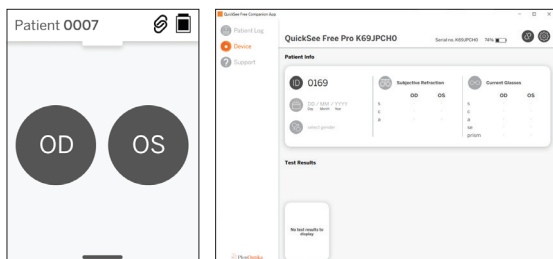 Patient 0007
OD
OS
QuickSee Free Companion App
Patient Log
Device
Support
QuickSee Free Pro K69JPCH0
Serial no. K69JPCH0
74%
Patient Info
ID
0169
DD / MM / YYYY
Day Month Year
select gender
Subjective Refraction
OD OS
s
c
a
Current Glasses
OD OS
s
c
a
se
prism
Test Results
No test results to
display
PlenOptika